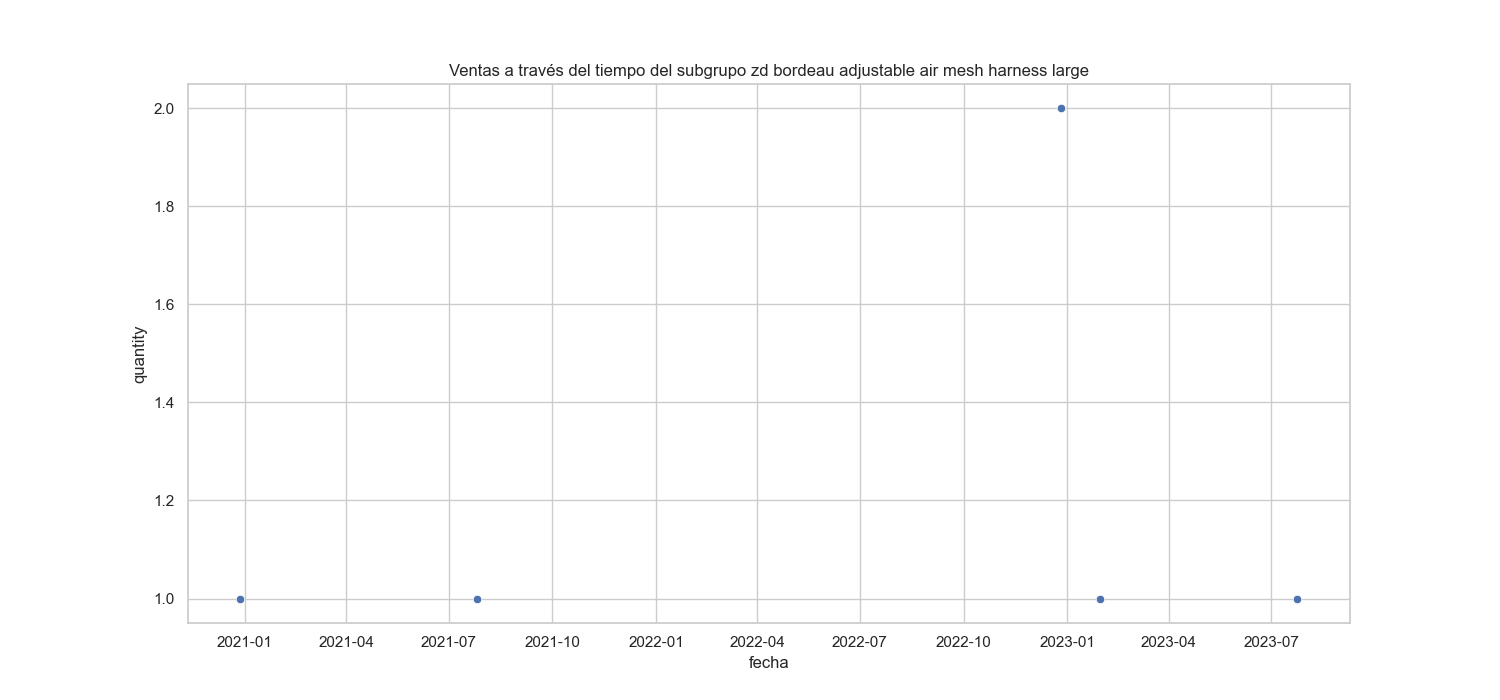 Ventas a través del tiempo del subgrupo zd bordeau adjustable air mesh harness large
2.0
1.8
1.6
1.4
1.2
1.0
quantity
2021-01 2021-04 2021-07 2021-10 2022-01 2022-04 2022-07 2022-10 2023-01 2023-04 2023-07
fecha